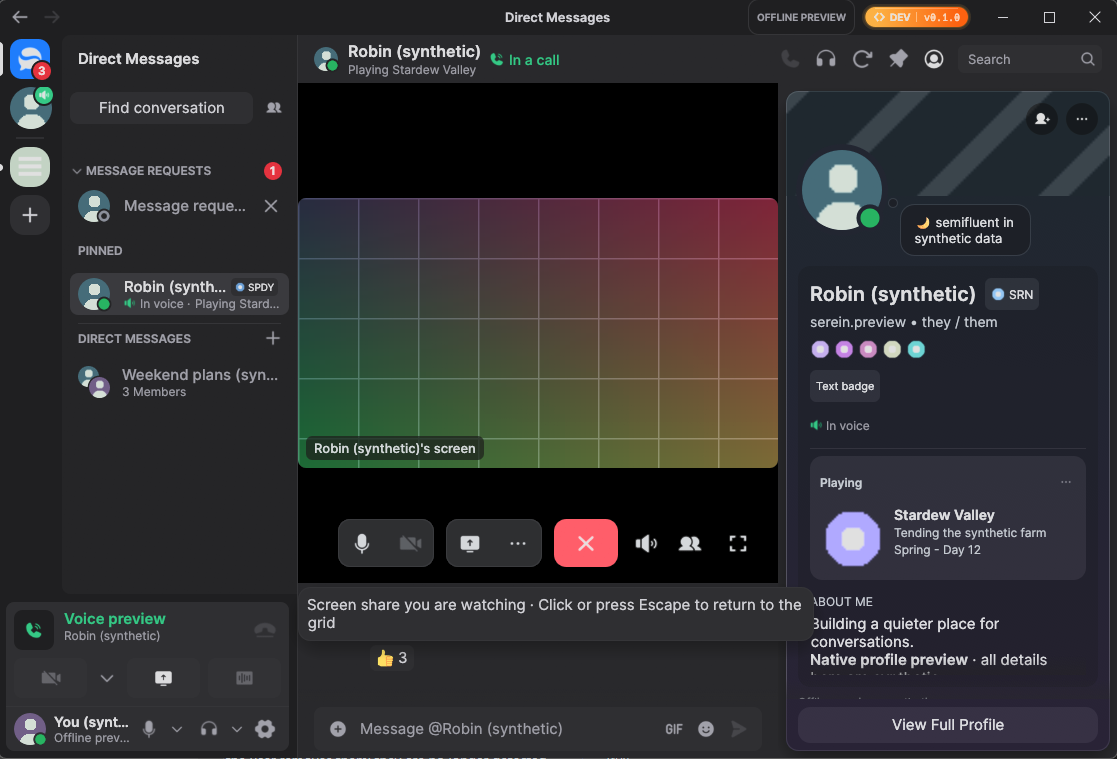 Direct Messages
OFFLINE PREVIEW
DEV
v0.1.0
3
Direct Messages
Find conversation
MESSAGE REQUESTS
1
Message reque...
PINNED
Robin (synth...
SPDY
In voice · Playing Stard...
DIRECT MESSAGES
Weekend plans (syn...
3 Members
Voice preview
Robin (synthetic)
You (synt...
Offline prev...
Robin (synthetic)
Playing Stardew Valley
In a call
Search
Robin (synthetic)'s screen
Screen share you are watching · Click or press Escape to return to the
grid
3
Message @Robin (synthetic)
GIF
semifluent in
synthetic data
Robin (synthetic)
SRN
serein.preview • they / them
Text badge
In voice
Playing
Stardew Valley
Tending the synthetic farm
Spring - Day 12
ABOUT ME
Building a quieter place for
conversations.
Native profile preview · all details
View Full Profile